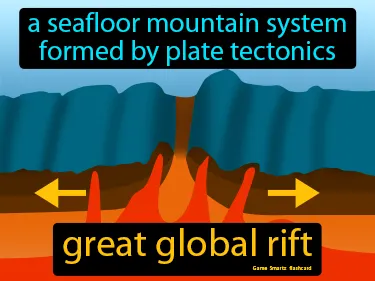 a seafloor mountain system
formed by plate tectonics
great global rift
Game Smartz flashcard